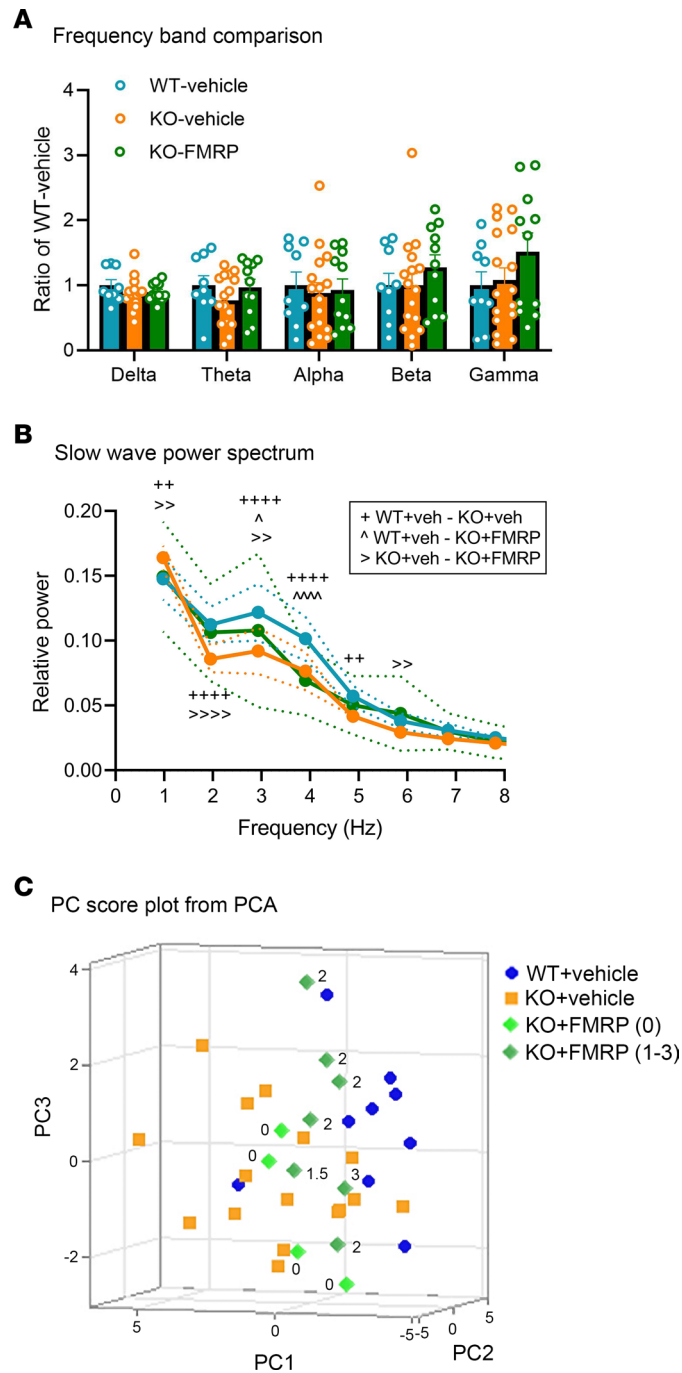 A Frequency band comparison
Ratio of WT-vehicle
4
3
2
1
0
WT-vehicle
KO-vehicle
KO-FMRP
Delta Theta Alpha Beta Gamma
B Slow wave power spectrum
++
>>
++++
^
>>
+ WT+veh - KO+veh
^ WT+veh - KO+FMRP
> KO+veh - KO+FMRP
++++
^^^^
++
>>
++++
>>>>
Relative power
0.20
0.15
0.10
0.05
0.00
0 1 2 3 4 5 6 7 8
Frequency (Hz)
C PC score plot from PCA
WT+vehicle
KO+vehicle
KO+FMRP (0)
KO+FMRP (1-3)
PC3
4
2
0
-2
2
2
2
2
0
0
1.5
3
2
0
0
5 0 -5
-5 0 5
PC1
PC2